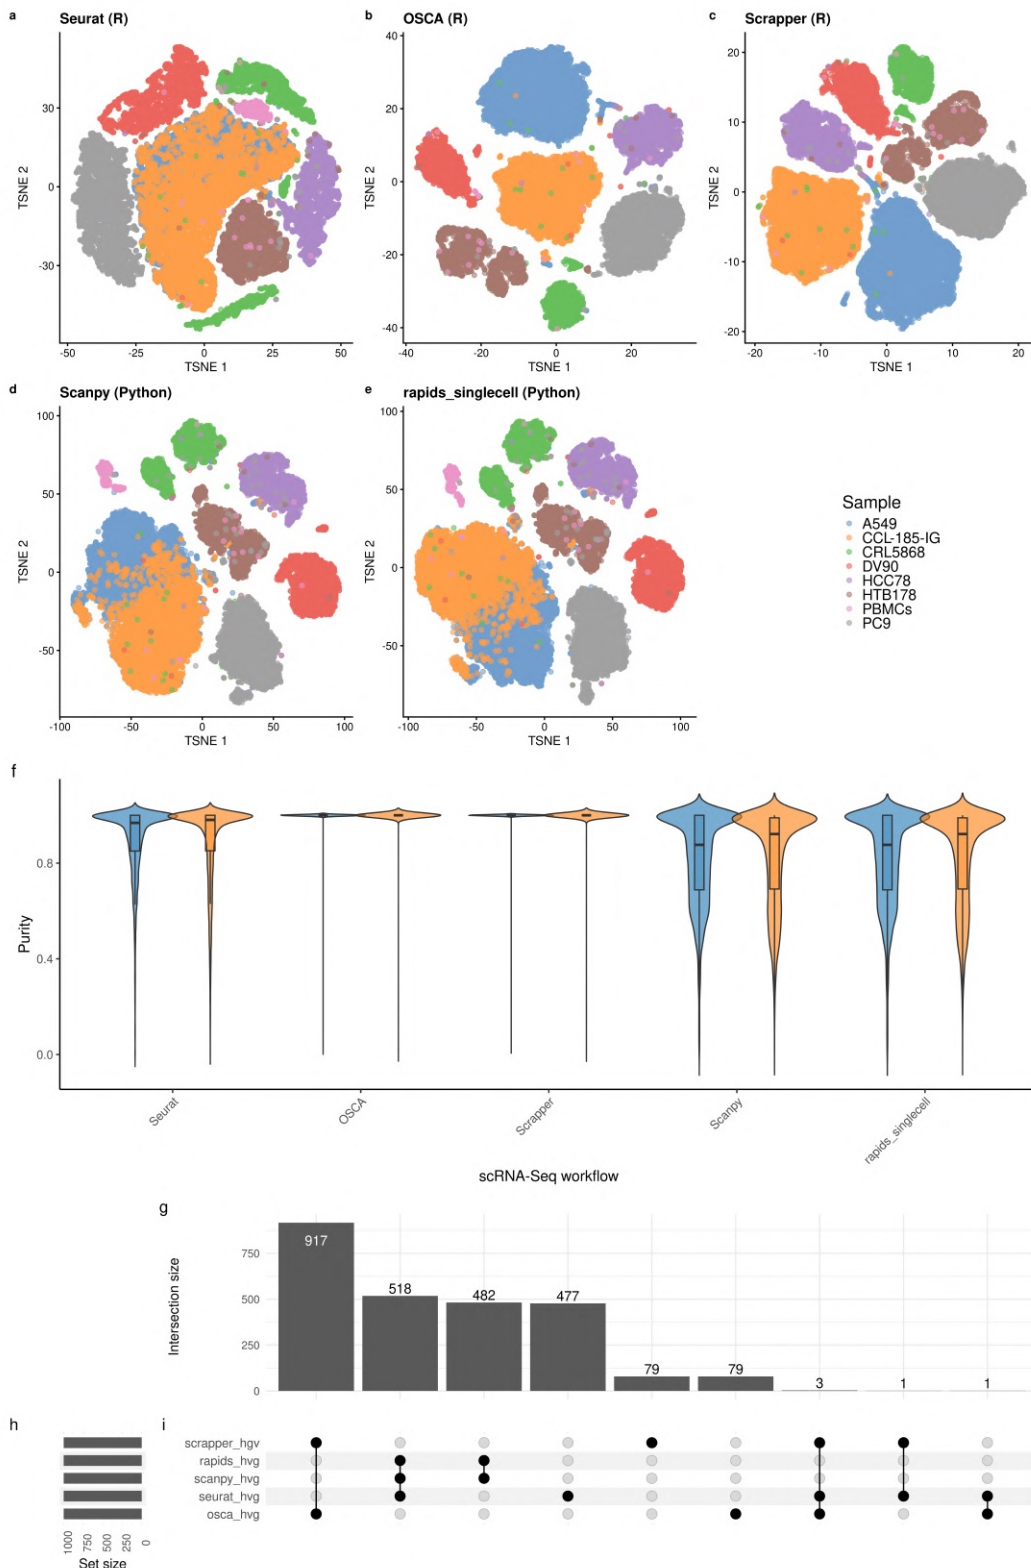 a
Seurat (R)
TSNE 2
30
0
-30
-50
-25
0
25
50
TSNE 1
b
OSCA (R)
TSNE 2
40
20
0
-20
-40
-40
-20
0
20
TSNE 1
c
Scrapper (R)
TSNE 2
20
10
0
-10
-20
-20
-10
0
10
20
TSNE 1
d
Scanpy (Python)
TSNE 2
100
50
0
-50
-100
-50
0
50
100
TSNE 1
e
rapids_singlecell (Python)
TSNE 2
100
50
0
-50
-100
-50
0
50
100
TSNE 1
Sample
A549
CCL-185-IG
CRL5868
DV90
HCC78
HTB178
PBMCs
PC9
f
Purity
0.8
0.4
0.0
Seurat
OSCA
Scrapper
Scanpy
rapids_singlecell
scRNA-Seq workflow
g
Intersection size
750
500
250
0
917
518
482
477
79
79
3
1
1
h
1000
750
500
250
0
Set size
i
scrapper_hgv
rapids_hvg
scanpy_hvg
seurat_hvg
osca_hvg